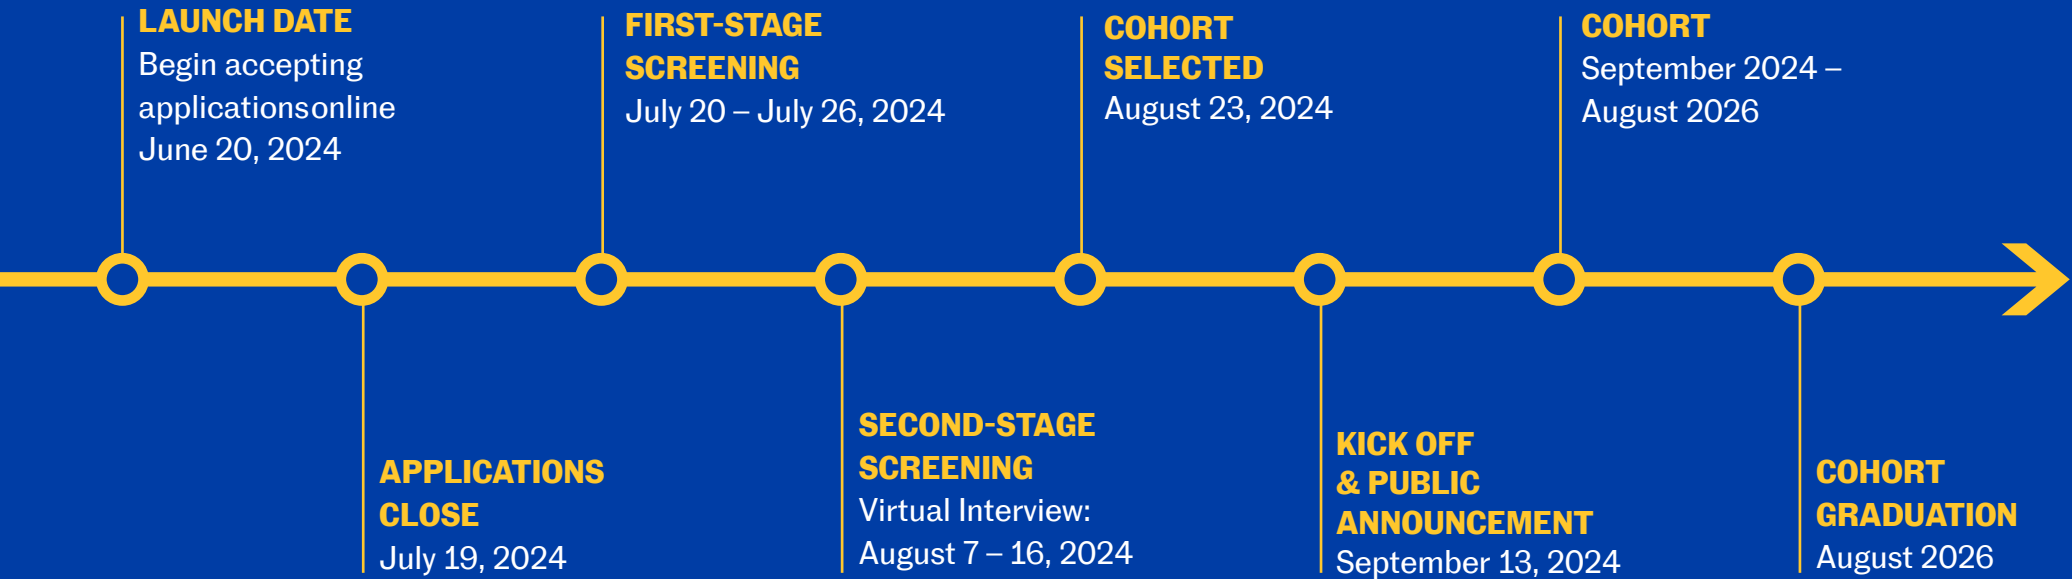 LAUNCH DATE
Begin accepting
applications online
June 20, 2024
APPLICATIONS
CLOSE
July 19, 2024
FIRST-STAGE
SCREENING
July 20 – July 26, 2024
SECOND-STAGE
SCREENING
Virtual Interview:
August 7 – 16, 2024
COHORT
SELECTED
August 23, 2024
KICK OFF
& PUBLIC
ANNOUNCEMENT
September 13, 2024
COHORT
September 2024 –
August 2026
COHORT
GRADUATION
August 2026